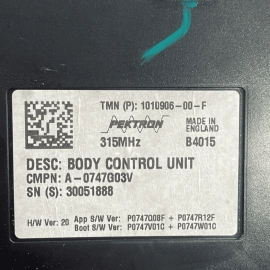 TMN (P): 1010906-00-F
PEKTRON
MADE IN
ENGLAND
315MHz
B4015
DESC: BODY CONTROL UNIT
CMPN: A-0747G03V
SN (S): 30051888
H/W Ver: 20 App S/W Ver: P0747Q08F + P0747R12F
Boot S/W Ver: P0747V01C + P0747W01C